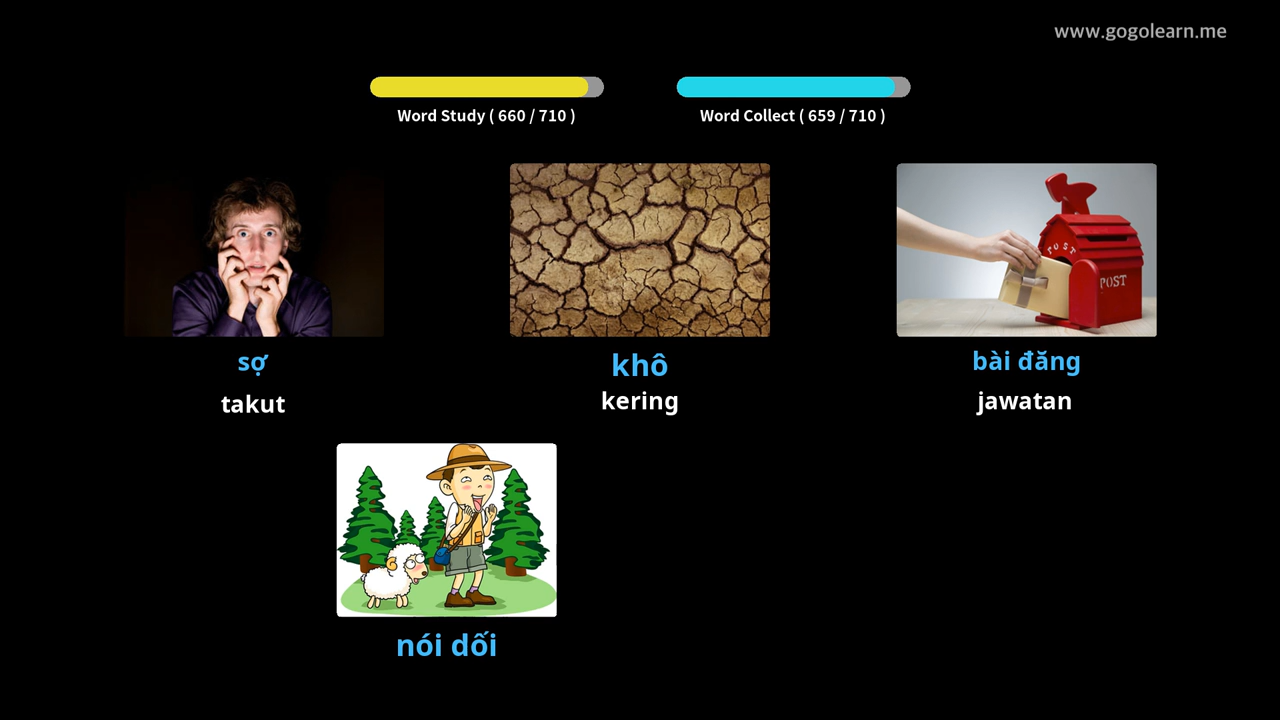 www.gogolearn.me
Word Study ( 660 / 710 )
Word Collect ( 659 / 710 )
POST
POST
sợ
khô
bài đăng
takut
kering
jawatan
nói dối